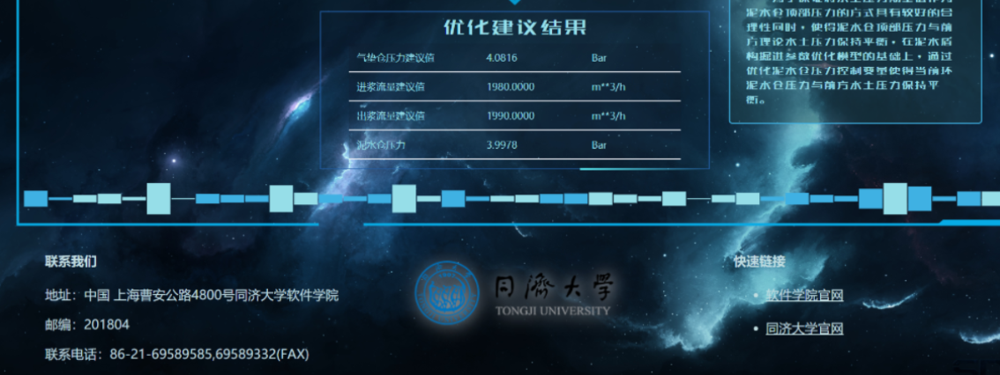 优化建议结果
气垫仓压力建议值 4.0816 Bar
进浆流量建议值 1980.0000 m**3/h
出浆流量建议值 1990.0000 m**3/h
泥水仓压力 3.9978 Bar
泥水仓顶部压力的方式具有较好的合
理性同时，使得泥水仓顶部压力与前
方理论水土压力保持平衡，在泥水盾
构掘进参数优化模型的基础上，通过
优化泥水仓压力控制变量使得当前环
泥水仓压力与前方水土压力保持平
衡。
联系我们
地址：中国 上海曹安公路4800号同济大学软件学院
邮编：201804
联系电话：86-21-69589585,69589332(FAX)
同濟大學
TONGJI UNIVERSITY
快速链接
软件学院官网
同济大学官网